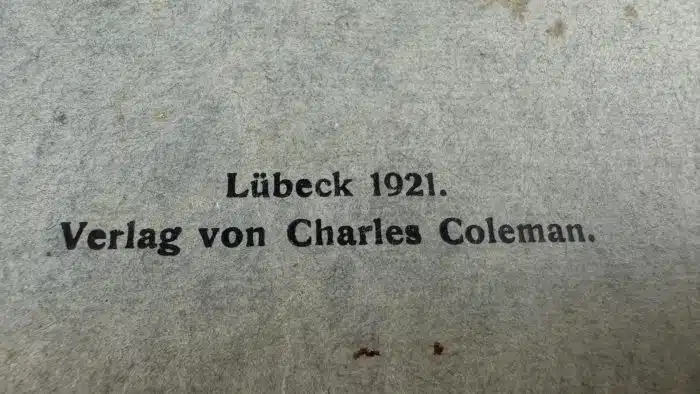 Lübeck 1921.
Verlag von Charles Coleman.